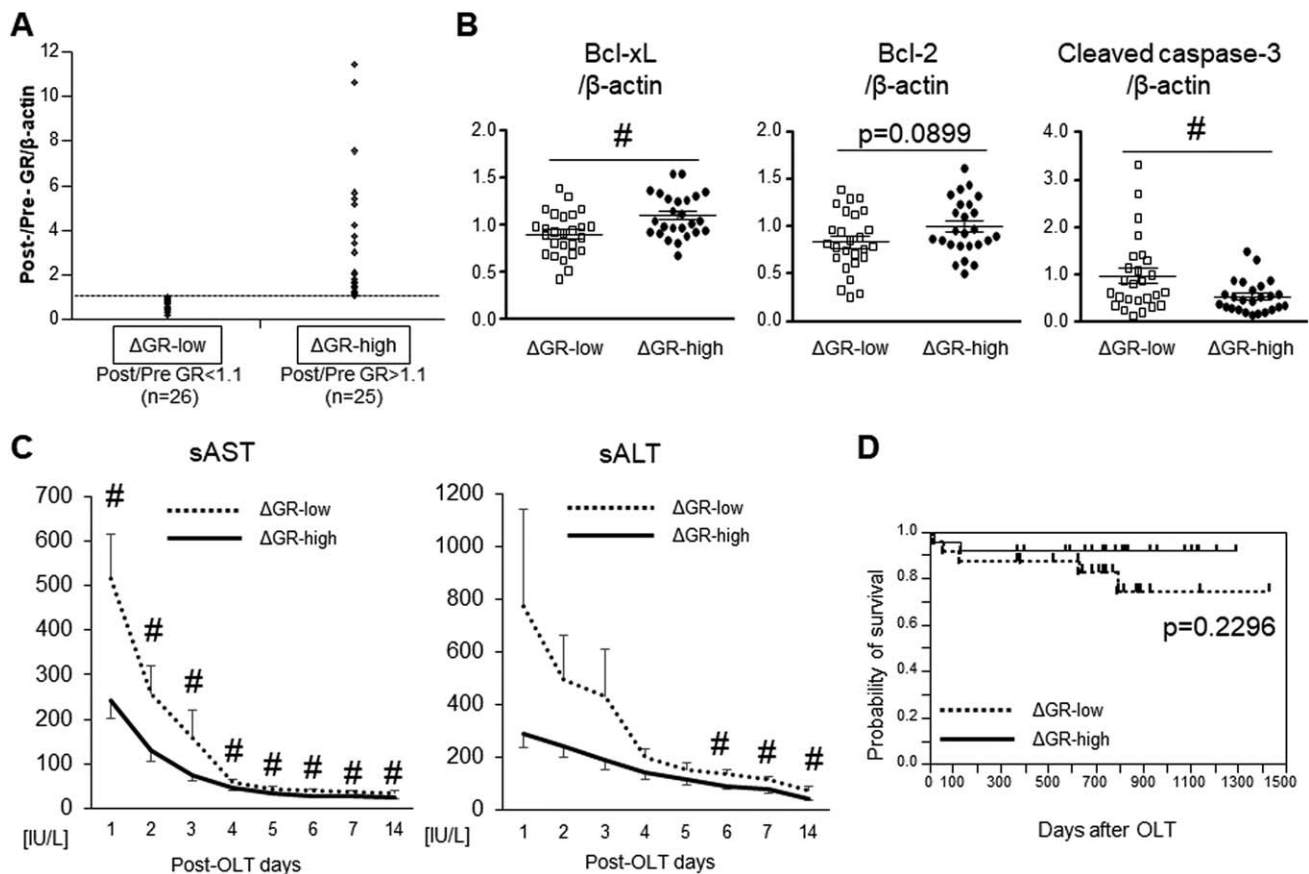 A
Post-/Pre- GR/β-actin
12
10
8
6
4
2
0
ΔGR-low
ΔGR-high
Post/Pre GR<1.1
(n=26)
Post/Pre GR>1.1
(n=25)
B
Bcl-xL
/β-actin
#
2.0
1.5
1.0
0.5
0.0
ΔGR-low
ΔGR-high
Bcl-2
/β-actin
p=0.0899
2.0
1.5
1.0
0.5
0.0
ΔGR-low
ΔGR-high
Cleaved caspase-3
/β-actin
#
4.0
3.0
2.0
1.0
0.0
ΔGR-low
ΔGR-high
C
sAST
700
600
500
400
300
200
100
0
[IU/L]
ΔGR-low
ΔGR-high
# # # # # # # #
1 2 3 4 5 6 7 14
Post-OLT days
sALT
1200
1000
800
600
400
200
0
[IU/L]
ΔGR-low
ΔGR-high
# # #
1 2 3 4 5 6 7 14
Post-OLT days
D
Probability of survival
1.0
0.8
0.6
0.4
0.2
0.0
p=0.2296
ΔGR-low
ΔGR-high
0 100 300 500 700 900 1100 1300 1500
Days after OLT